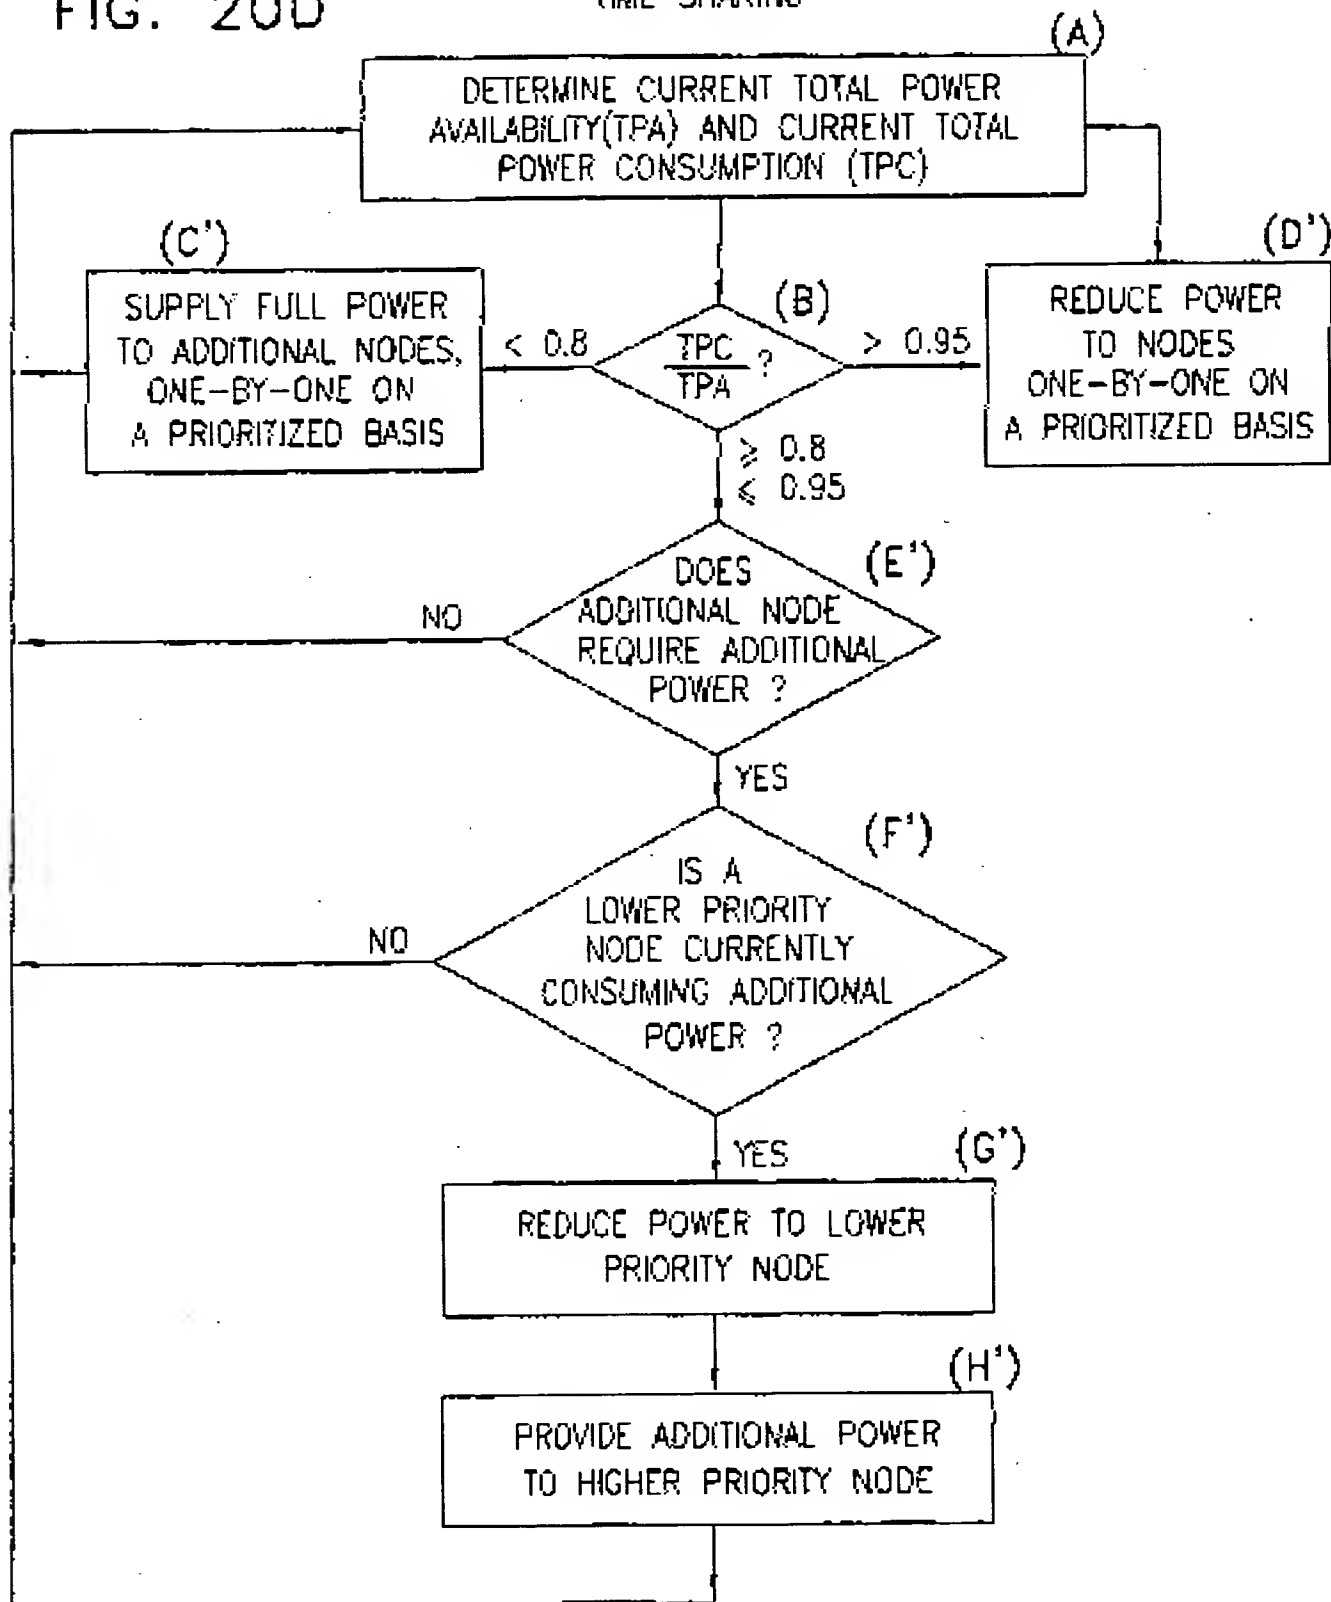 FIG. 20D
SHARING
(A)
DETERMINE CURRENT TOTAL POWER
AVAILABILITY(TPA) AND CURRENT TOTAL
POWER CONSUMPTION (TPC)
(C')
SUPPLY FULL POWER
TO ADDITIONAL NODES,
ONE-BY-ONE ON
A PRIORITIZED BASIS
< 0.8
(B)
TPC
TPA
?
> 0.95
(D')
REDUCE POWER
TO NODES
ONE-BY-ONE ON
A PRIORITIZED BASIS
⩾ 0.8
⩽ 0.95
(E')
DOES
ADDITIONAL NODE
REQUIRE ADDITIONAL
POWER ?
NO
YES
(F')
IS A
LOWER PRIORITY
NODE CURRENTLY
CONSUMING ADDITIONAL
POWER ?
NO
YES
(G')
REDUCE POWER TO LOWER
PRIORITY NODE
(H')
PROVIDE ADDITIONAL POWER
TO HIGHER PRIORITY NODE